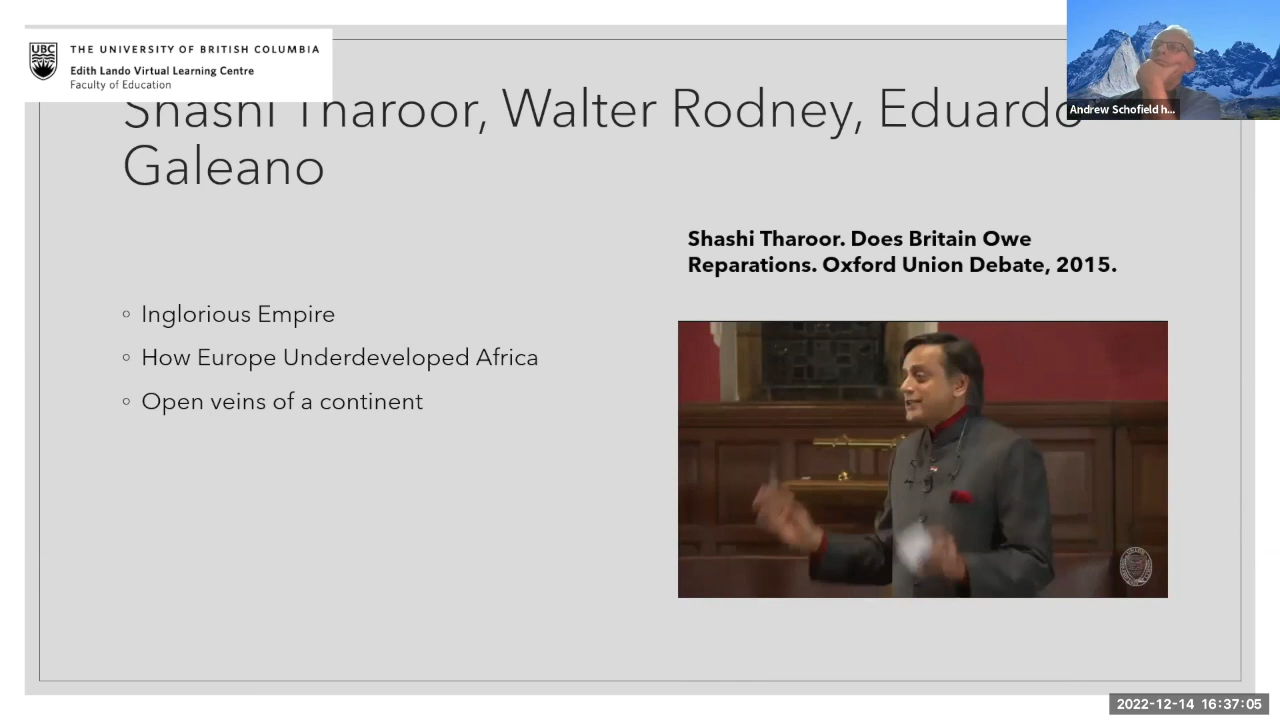 UBC
THE UNIVERSITY OF BRITISH COLUMBIA
Edith Lando Virtual Learning Centre
Faculty of Education
Shashi Tharoor, Walter Rodney, Eduardo
Galeano
Andrew Schofield h...
Shashi Tharoor. Does Britain Owe
Reparations. Oxford Union Debate, 2015.
◦ Inglorious Empire
◦ How Europe Underdeveloped Africa
◦ Open veins of a continent
2022-12-14 16:37:05